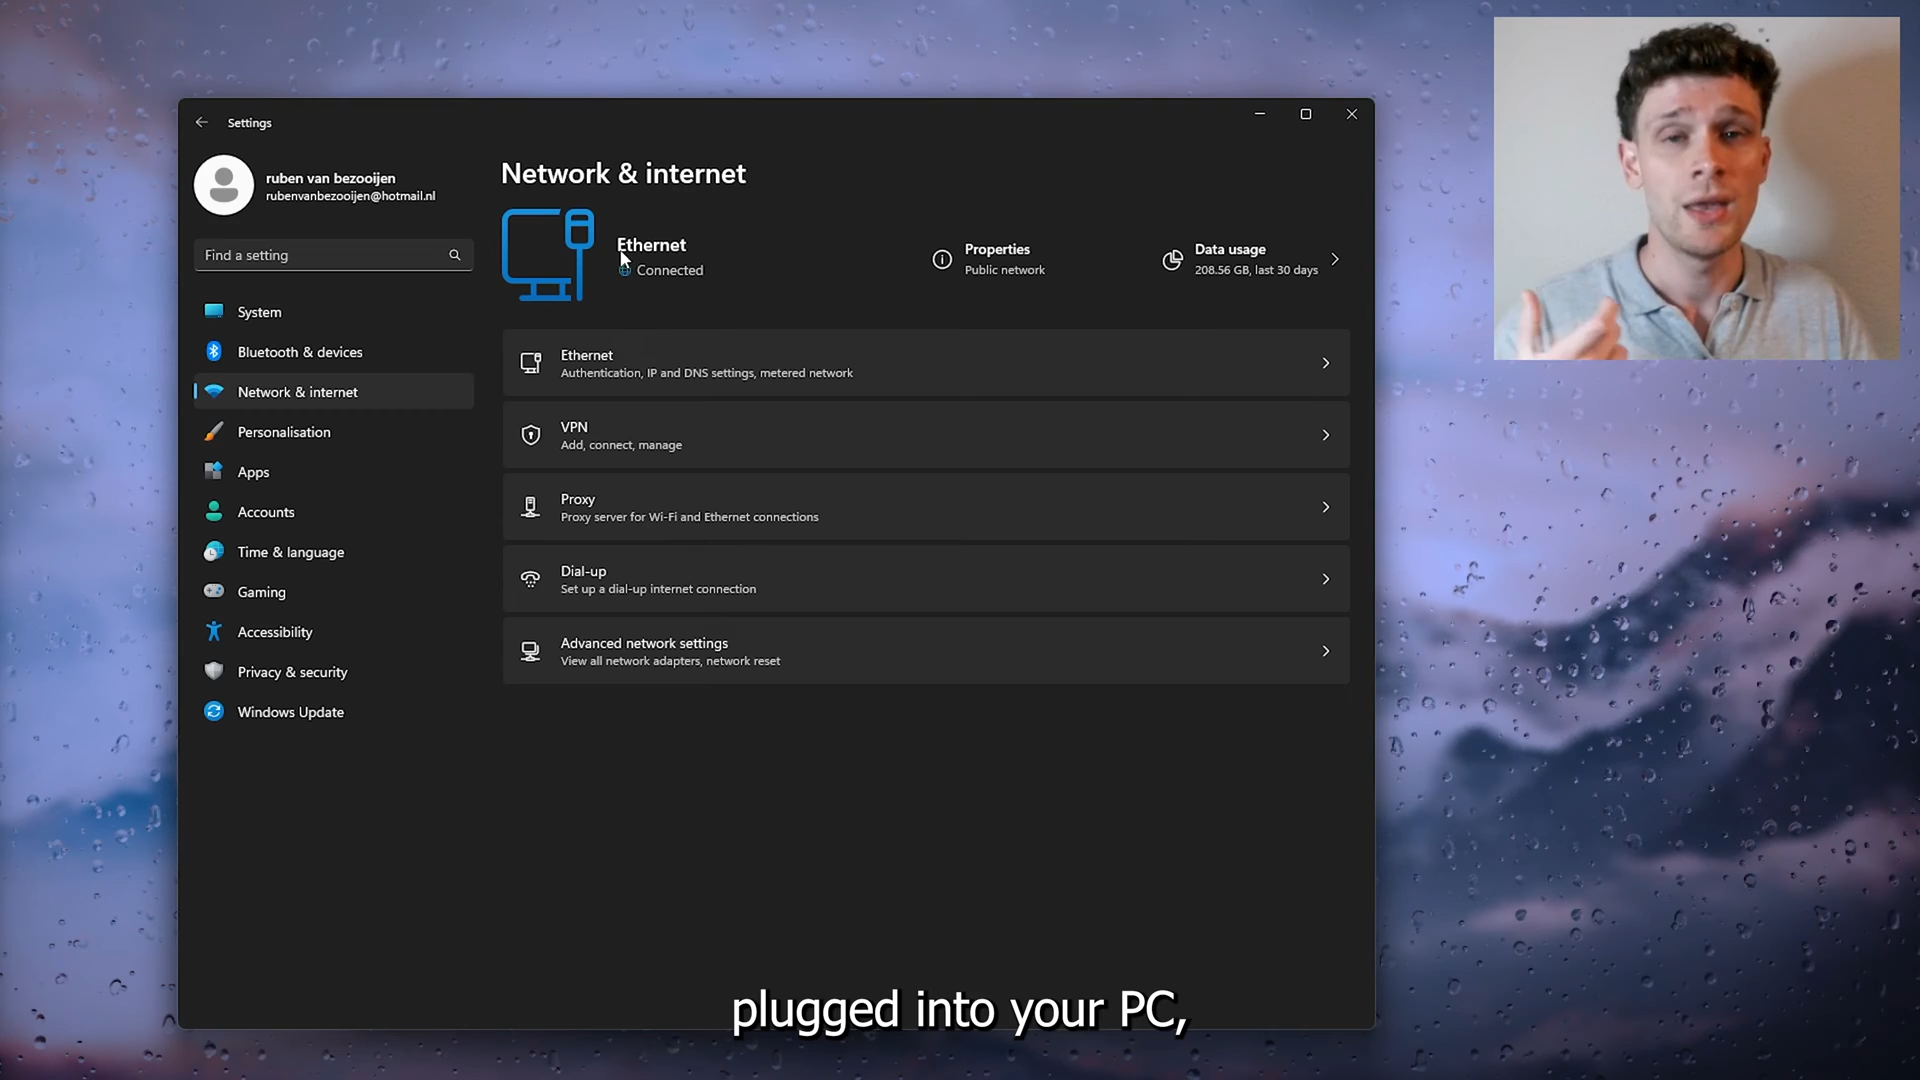 Settings
ruben van bezooijen
rubenvanbezooijen@hotmail.nl
Find a setting
System
Bluetooth & devices
Network & internet
Personalisation
Apps
Accounts
Time & language
Gaming
Accessibility
Privacy & security
Windows Update
Network & internet
Ethernet
Connected
Properties
Public network
Data usage
208.56 GB, last 30 days
Ethernet
Authentication, IP and DNS settings, metered network
VPN
Add, connect, manage
Proxy
Proxy server for Wi-Fi and Ethernet connections
Dial-up
Set up a dial-up internet connection
Advanced network settings
View all network adapters, network reset
plugged into your PC,